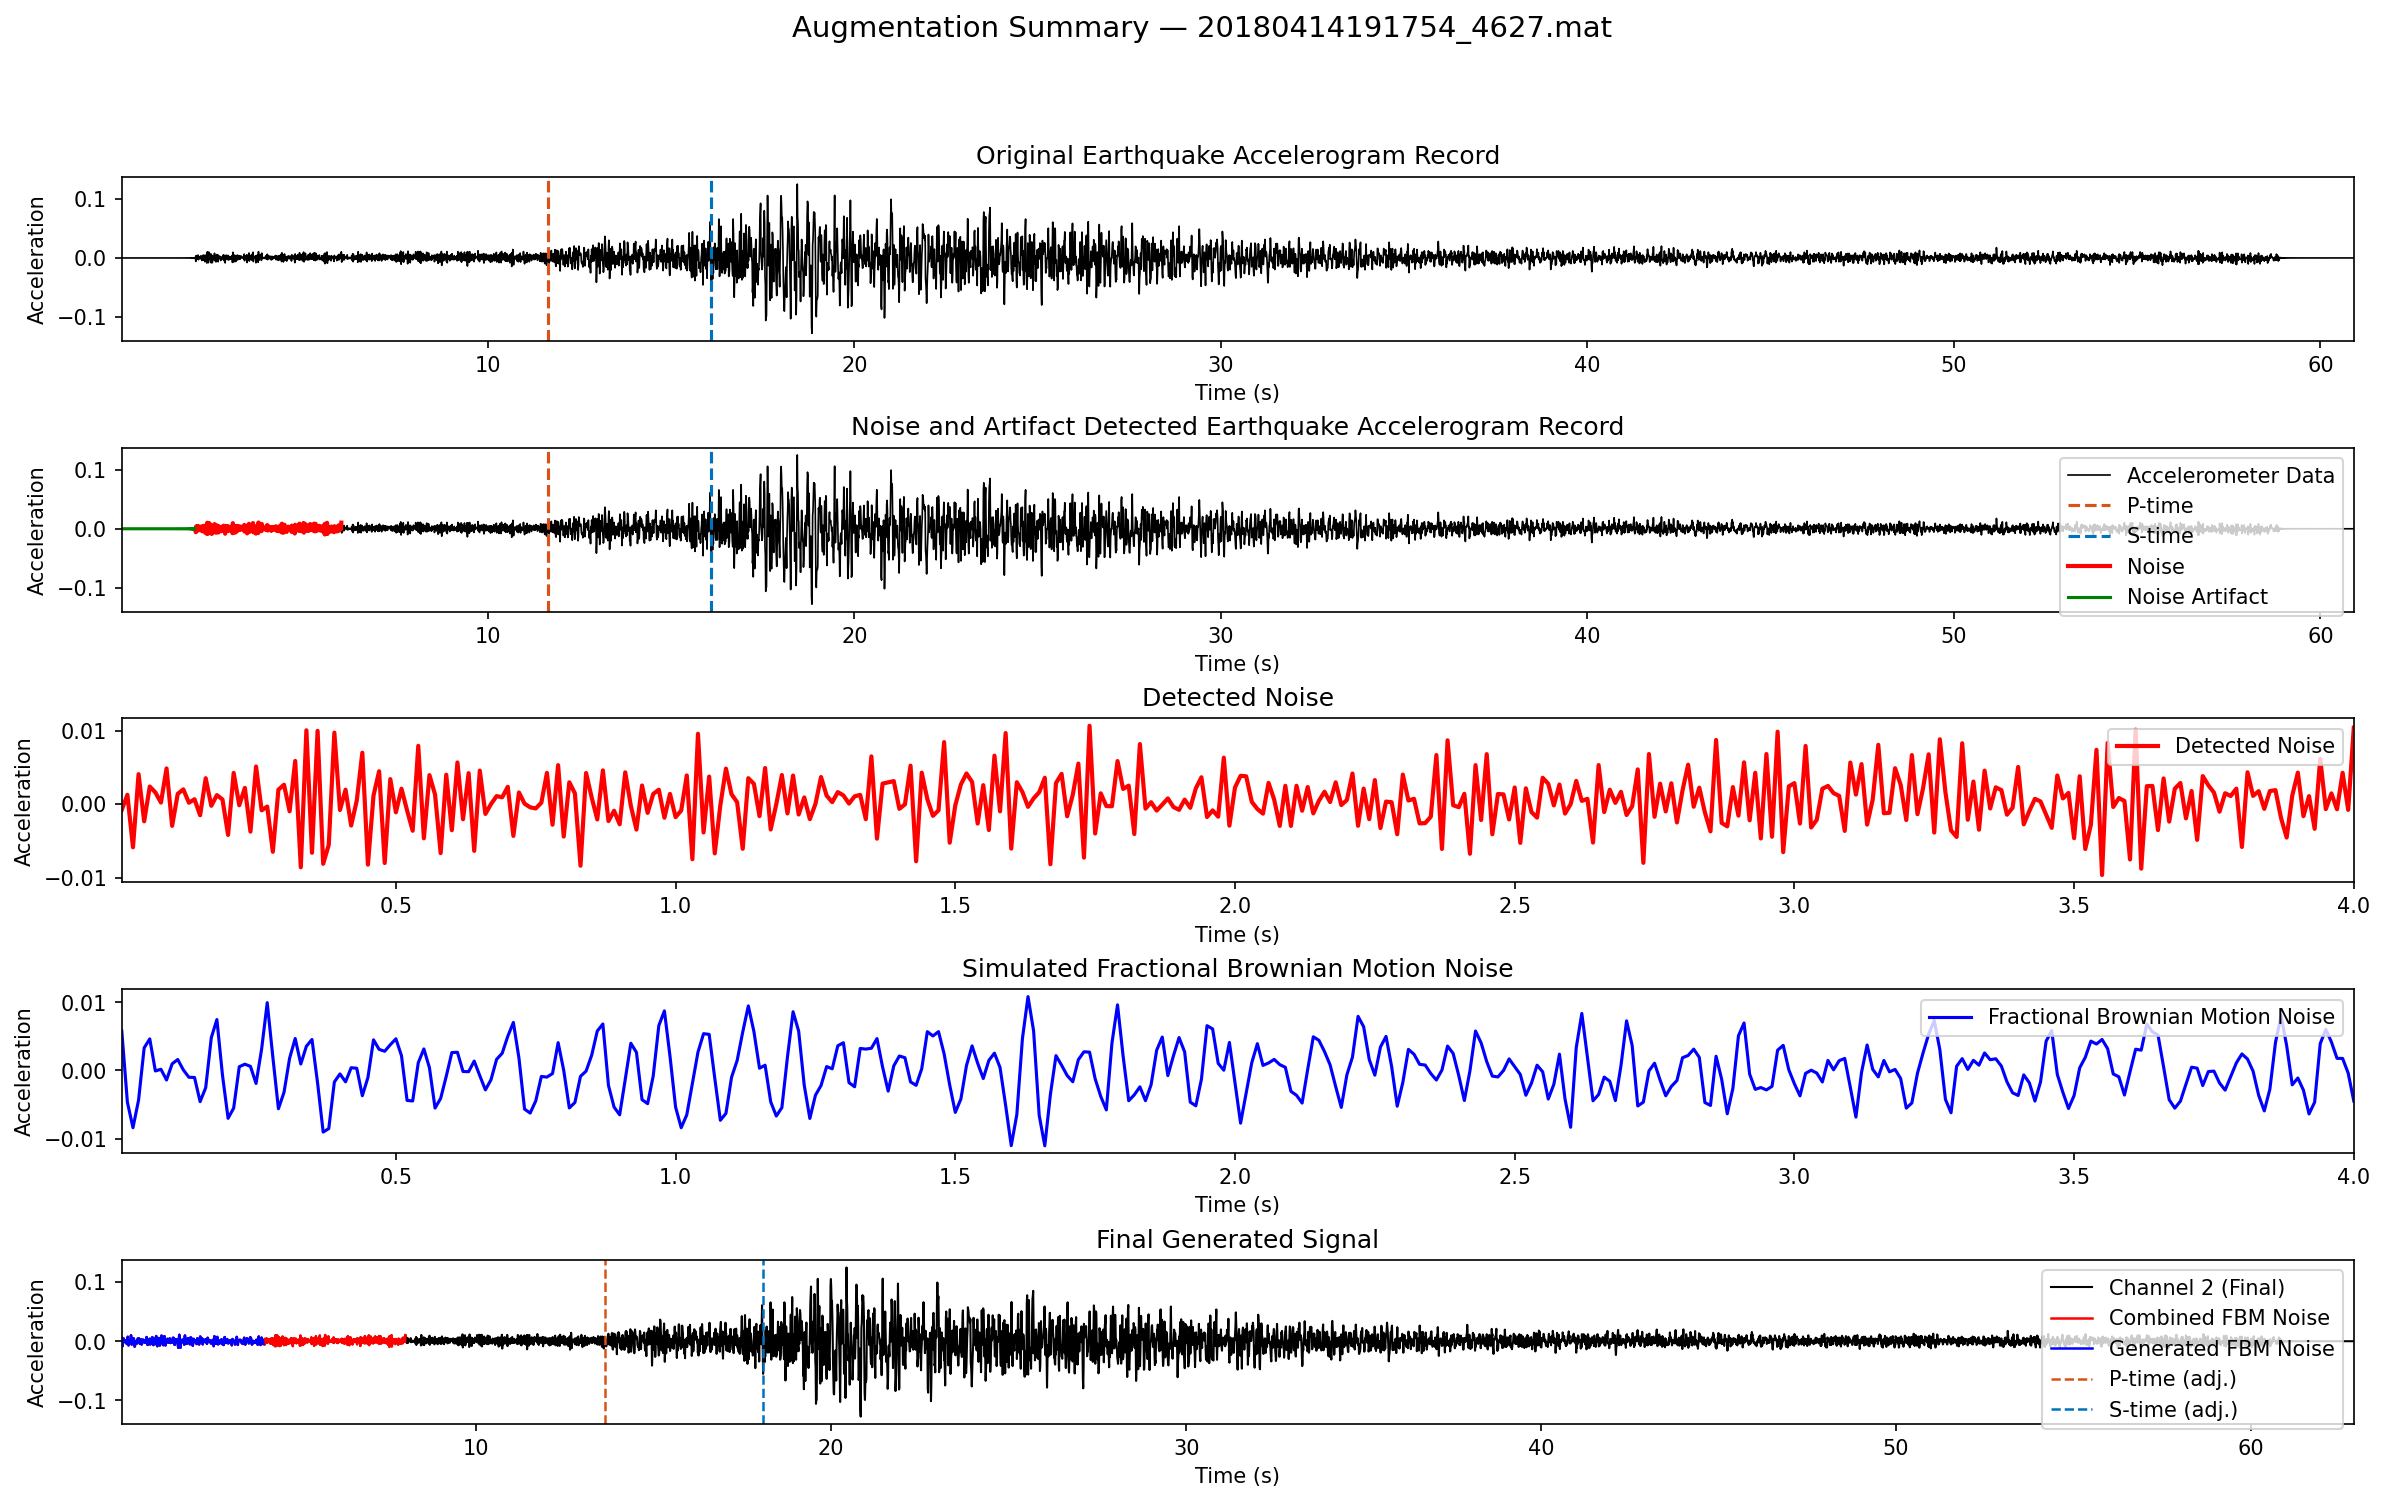 Augmentation Summary — 20180414191754_4627.mat
Original Earthquake Accelerogram Record
Acceleration
0.1
0.0
−0.1
10 20 30 40 50 60
Time (s)
Noise and Artifact Detected Earthquake Accelerogram Record
Acceleration
0.1
0.0
−0.1
Accelerometer Data
P-time
S-time
Noise
Noise Artifact
10 20 30 40 50 60
Time (s)
Detected Noise
Acceleration
0.01
0.00
−0.01
Detected Noise
0.5 1.0 1.5 2.0 2.5 3.0 3.5 4.0
Time (s)
Simulated Fractional Brownian Motion Noise
Acceleration
0.01
0.00
−0.01
Fractional Brownian Motion Noise
0.5 1.0 1.5 2.0 2.5 3.0 3.5 4.0
Time (s)
Final Generated Signal
Acceleration
0.1
0.0
−0.1
Channel 2 (Final)
Combined FBM Noise
Generated FBM Noise
P-time (adj.)
S-time (adj.)
10 20 30 40 50 60
Time (s)